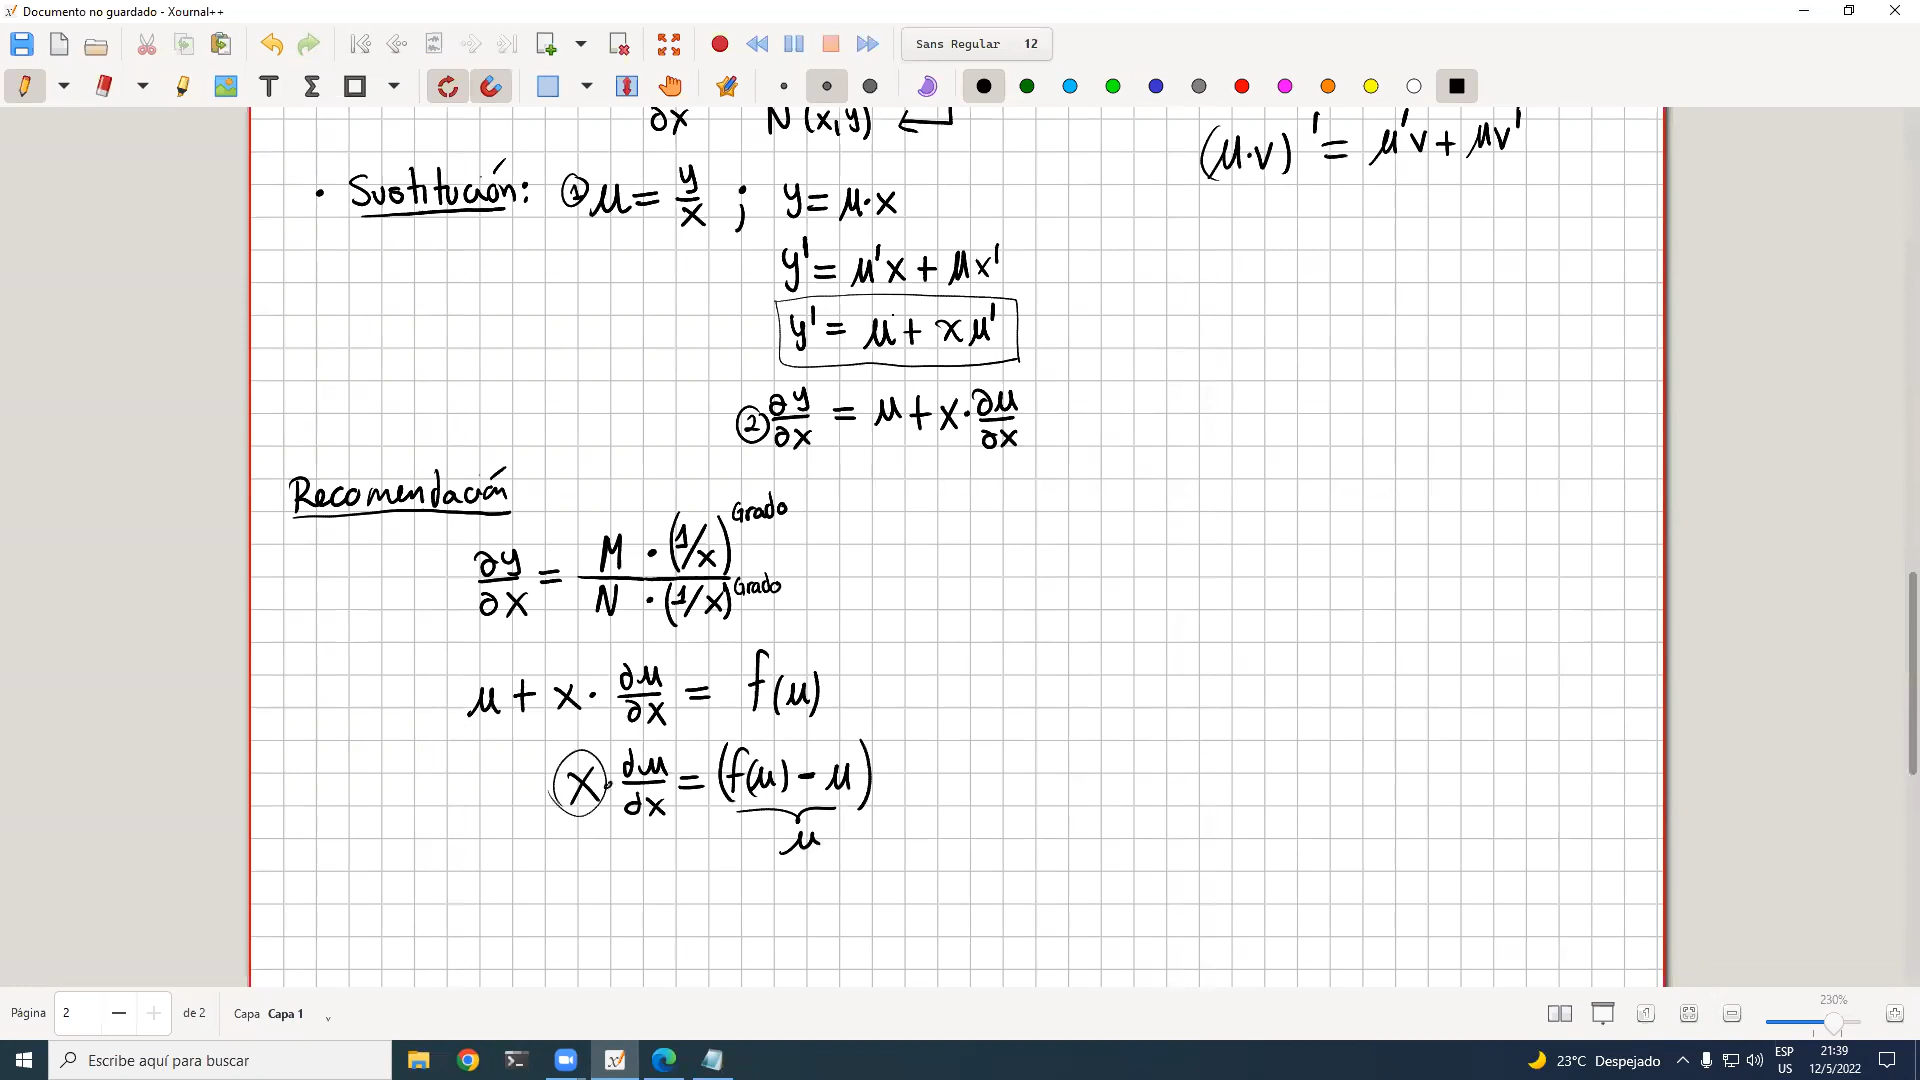 Documento no guardado - Xournal++
Sans Regular 12
∂x N(x,y)
(μ·v)' = μ'v + μv'
• Sustitución: ① μ = y/x ; y = μ·x
y' = μ'x + μx'
y' = μ + xμ'
② ∂y/∂x = μ + x·∂μ/∂x
Recomendación
∂y/∂x = M · (1/x)^Grado / N · (1/x)^Grado
μ + x · ∂μ/∂x = f(μ)
x · dμ/dx = (f(μ) - μ)
μ
Página 2 de 2 Capa Capa 1
230%
Escribe aquí para buscar
23°C Despejado
ESP
US
21:39
12/5/2022